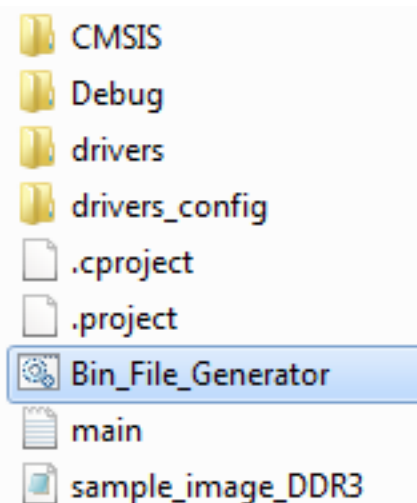 CMSIS
Debug
drivers
drivers_config
.cproject
.project
Bin_File_Generator
main
sample_image_DDR3